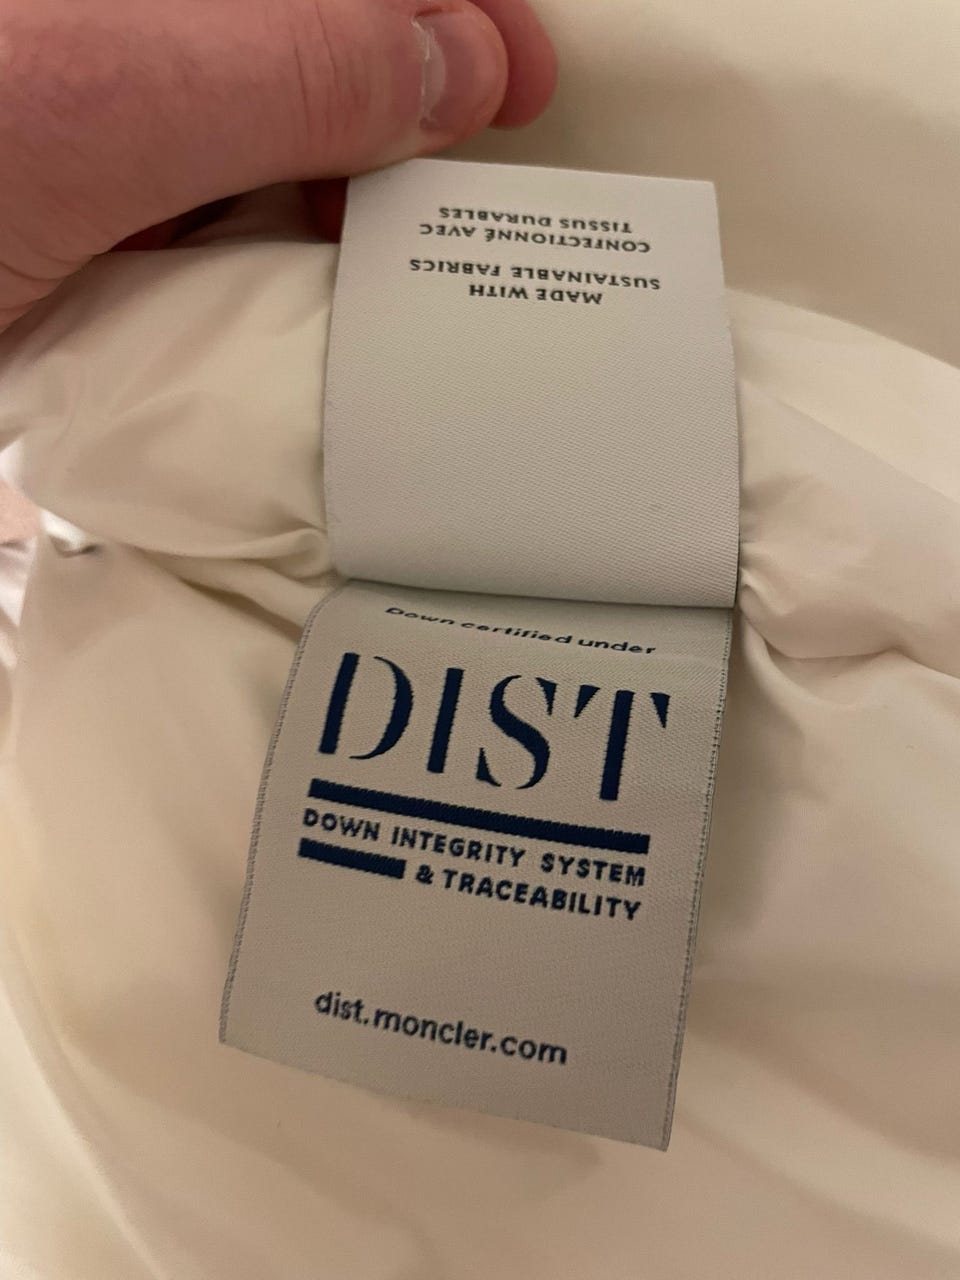 MADE WITH
SUSTAINABLE FABRICS
CONFECTIONNÉ AVEC
TISSUS DURABLES
Down certified under
DIST
DOWN INTEGRITY SYSTEM
& TRACEABILITY
dist.moncler.com